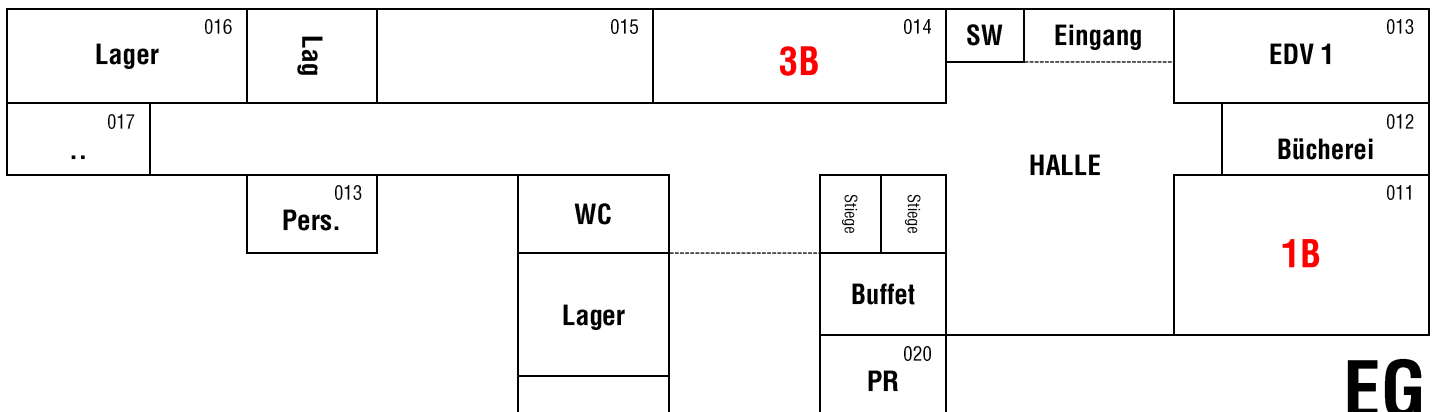 016
Lager
Lag
015
014
3B
SW
Eingang
013
EDV 1
017
..
HALLE
012
Bücherei
013
Pers.
WC
Stiege
Stiege
011
1B
Buffet
Lager
020
PR
EG